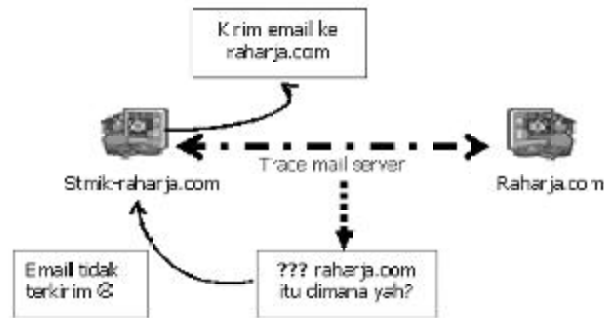 Kirim email ke
raharja.com
Trace mail server
Stmik-raharja.com
Raharja.com
Email tidak
terkirim ☹
??? raharja.com
itu dimana yah?